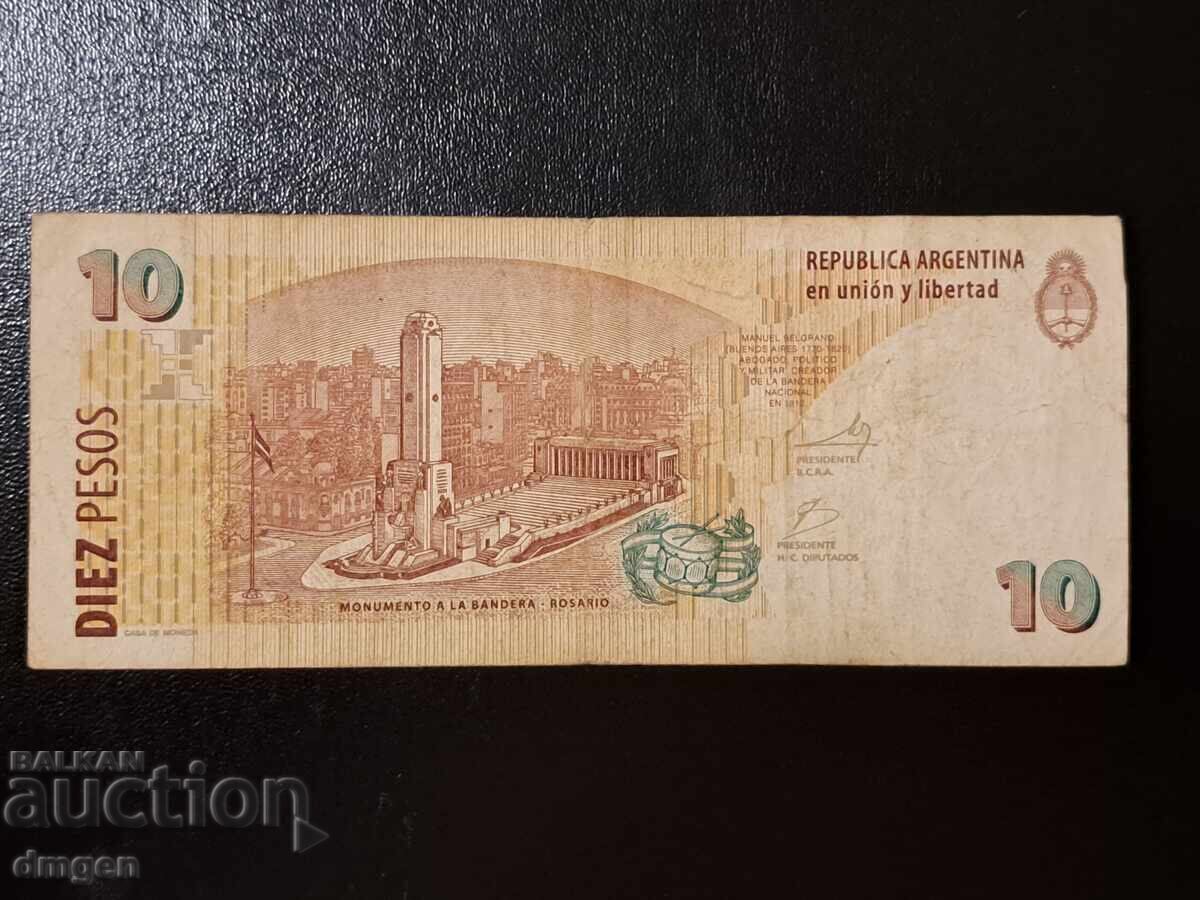 10
REPUBLICA ARGENTINA
en unión y libertad
MANUEL BELGRANO
(BUENOS AIRES 1770-1820)
ABOGADO, POLITICO
Y MILITAR. CREADOR
DE LA BANDERA
NACIONAL
EN 1812.
PRESIDENTE
B.C.R.A.
PRESIDENTE
H. C. DIPUTADOS
DIEZ PESOS
MONUMENTO A LA BANDERA - ROSARIO
CASA DE MONEDA
10
BALKAN
auction
dmgen